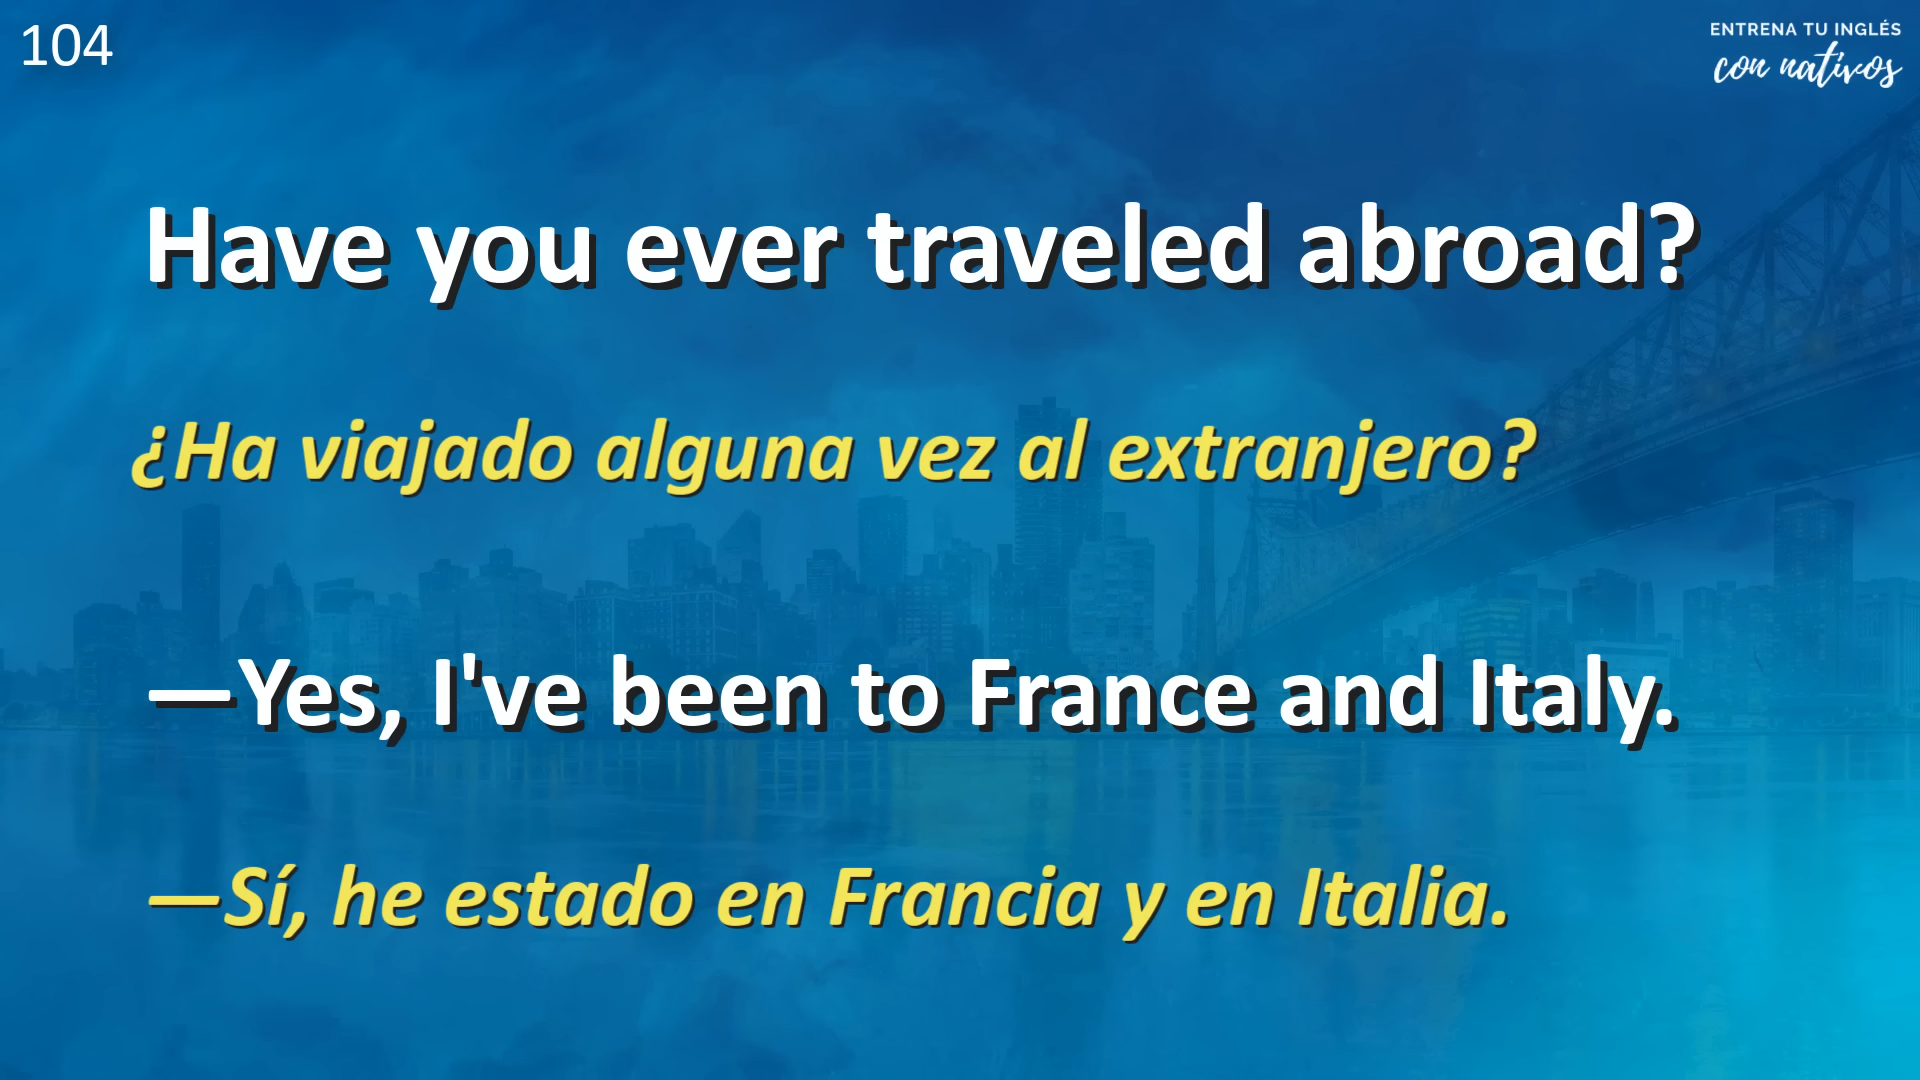 104
ENTRENA TU INGLÉS
con nativos
Have you ever traveled abroad?
¿Ha viajado alguna vez al extranjero?
—Yes, I've been to France and Italy.
—Sí, he estado en Francia y en Italia.